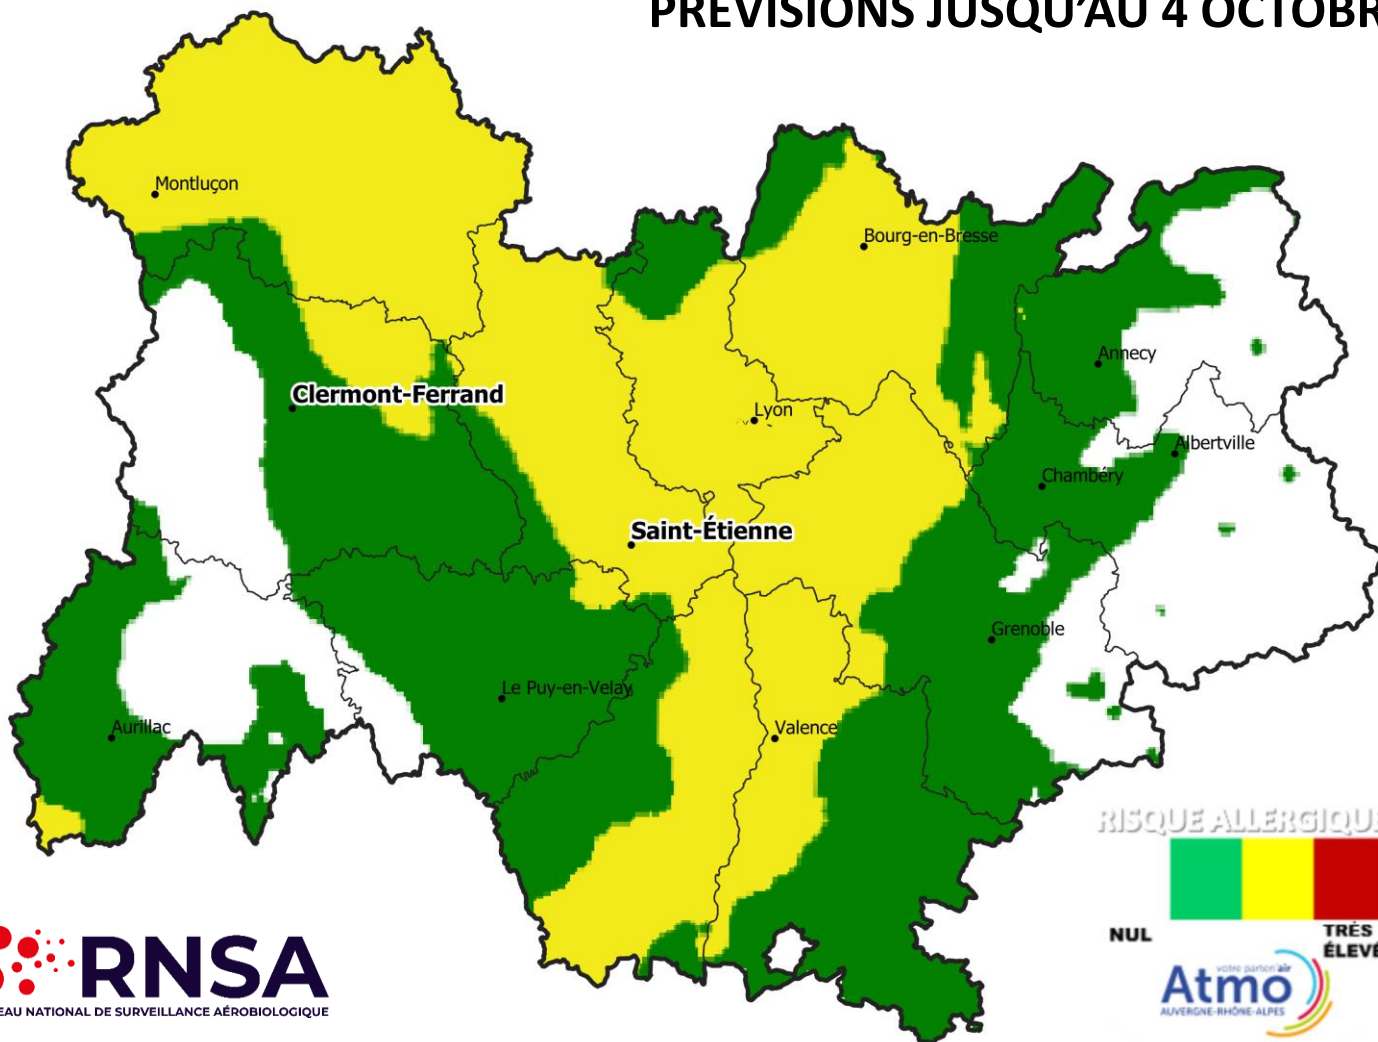 PRÉVISIONS JUSQU'AU 4 OCTOBR
Montluçon
Bourg-en-Bresse
Annecy
Clermont-Ferrand
Lyon
Albertville
Chambéry
Saint-Étienne
Grenoble
Le Puy-en-Velay
Aurillac
Valence
RISQUE ALLERGIQUE
NUL
TRÈS
ÉLEVÉ
RNSA
EAU NATIONAL DE SURVEILLANCE AÉROBIOLOGIQUE
votre parten'air
Atmo
AUVERGNE-RHÔNE-ALPES